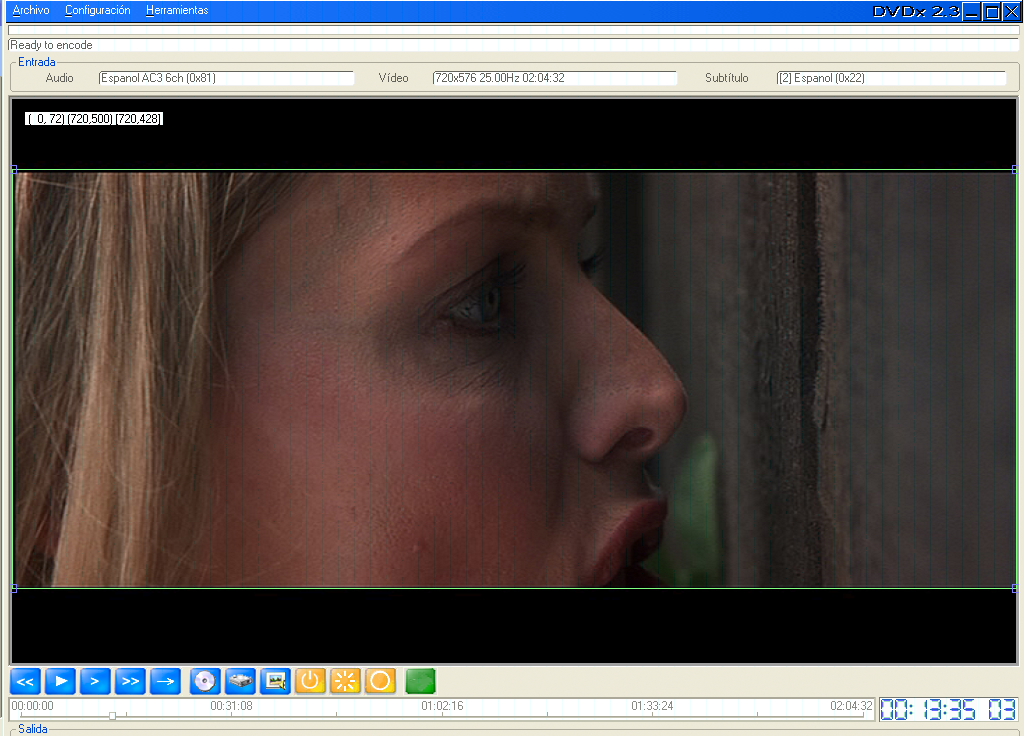 Archivo Configuración Herramientas DVDx 2.3
Ready to encode
Entrada
Audio Espanol AC3 6ch (0x81) Vídeo 720x576 25.00Hz 02:04:32 Subtítulo [2] Espanol (0x22)
( 0, 72) (720,500) [720,428]
<< > >>
00:00:00 00:31:08 01:02:16 01:33:24 02:04:32 00:13:35 03
Salida